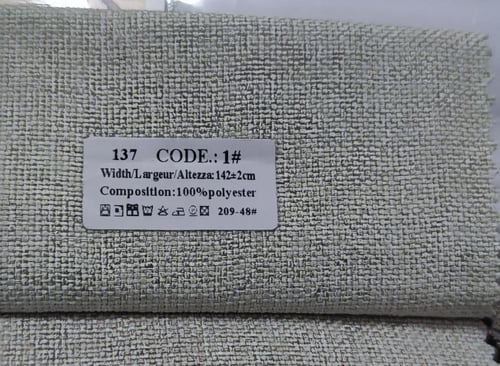 137 CODE.: 1#
Width/Largeur/Altezza:142±2cm
Composition:100%polyester
209-48#